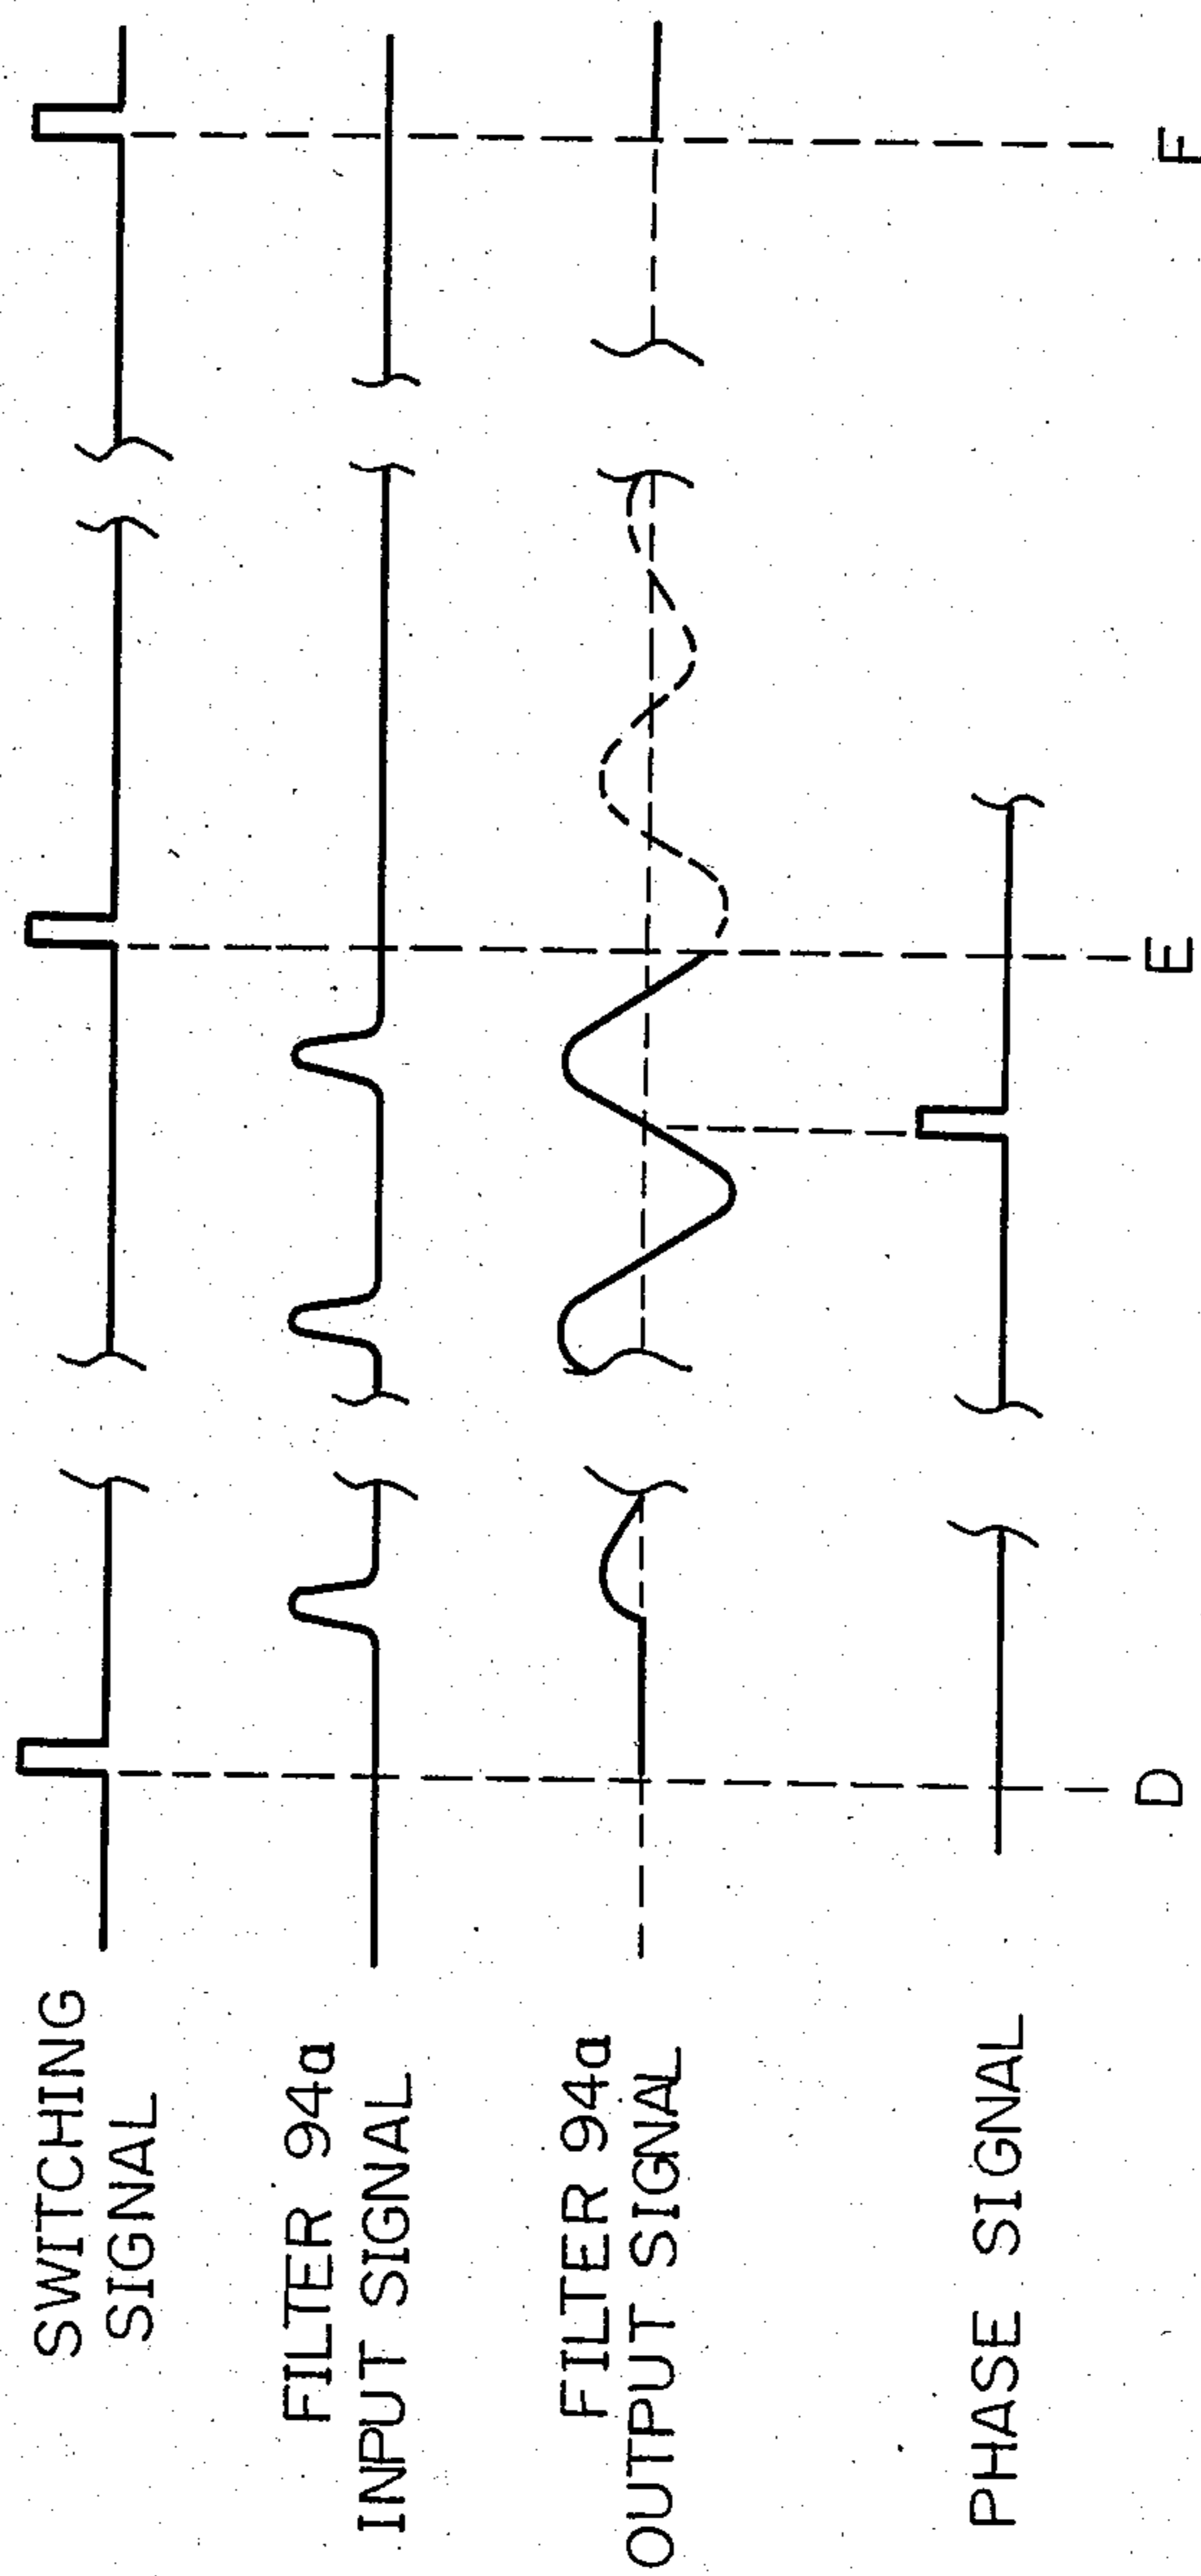 SWITCHING
SIGNAL
FILTER 94a
INPUT SIGNAL
FILTER 94a
OUTPUT SIGNAL
PHASE SIGNAL
D
E
F